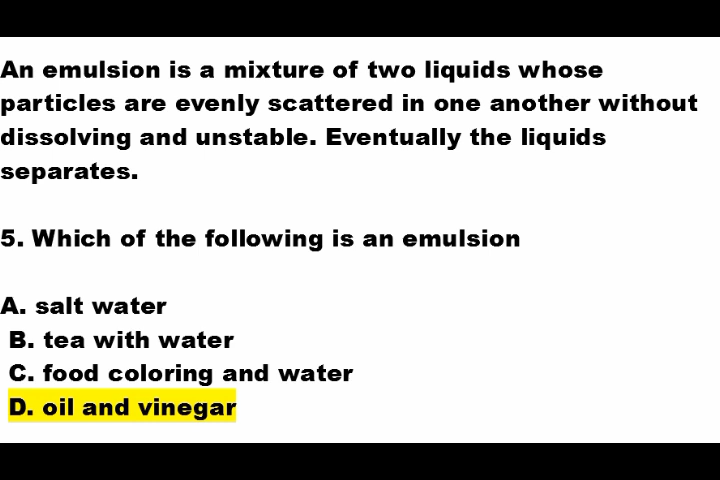 An emulsion is a mixture of two liquids whose
particles are evenly scattered in one another without
dissolving and unstable. Eventually the liquids
separates.
5. Which of the following is an emulsion
A. salt water
B. tea with water
C. food coloring and water
D. oil and vinegar